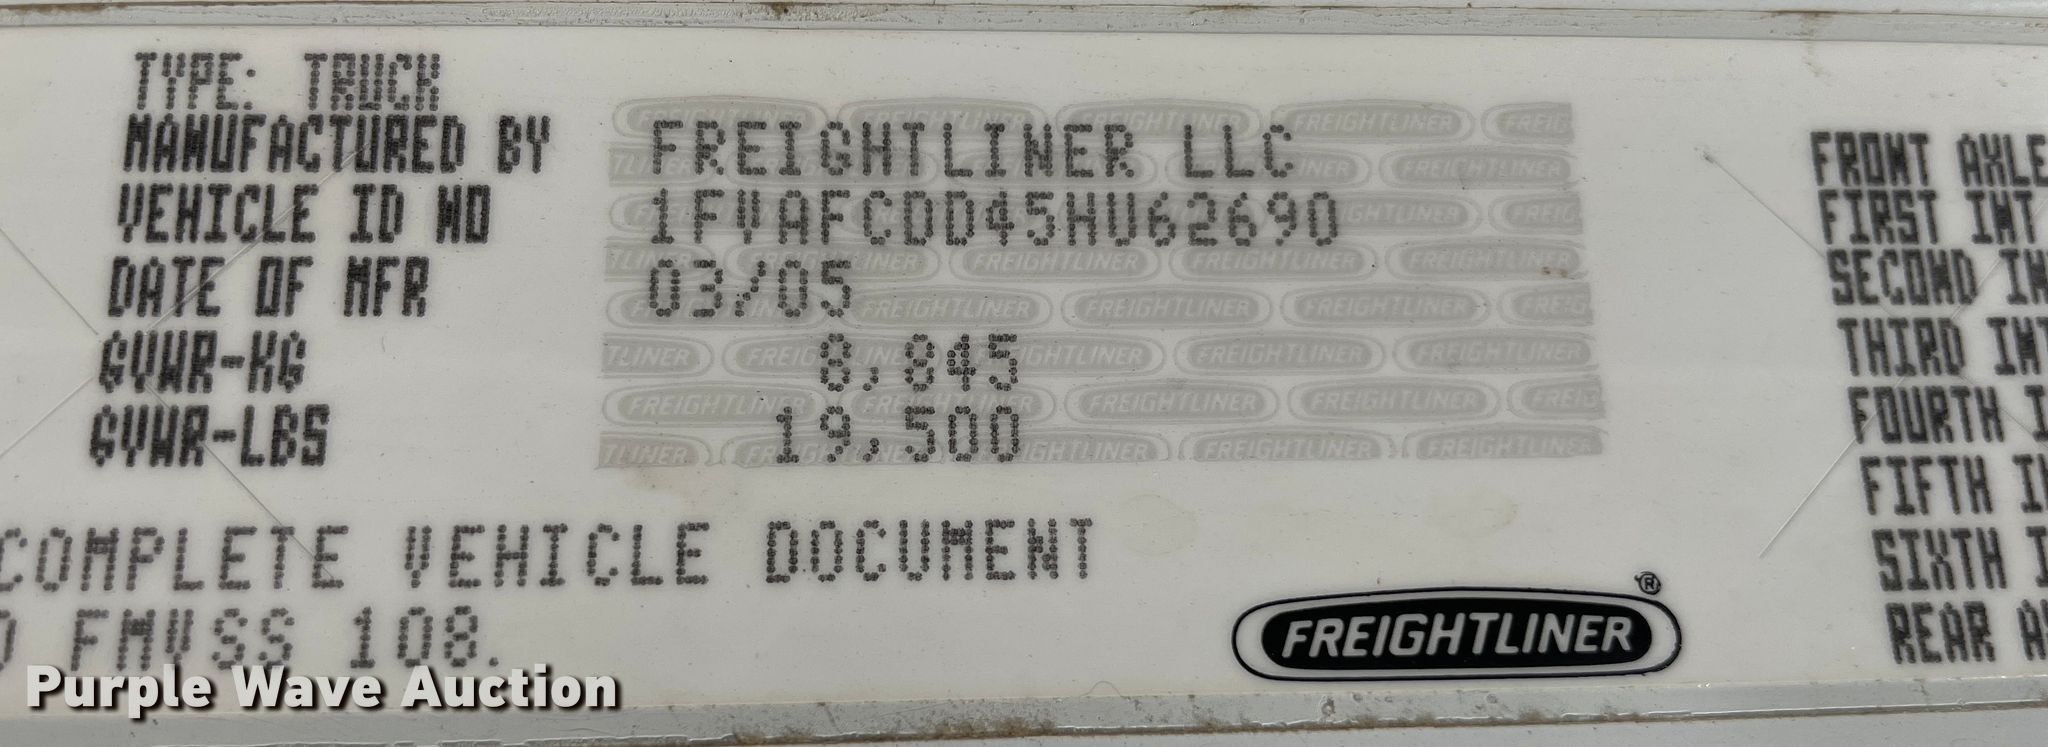 TYPE: TRUCK
MANUFACTURED BY FREIGHTLINER LLC
VEHICLE ID NO 1FVAFCDD45HU62690
DATE OF MFR 03/05
GVWR-KG 8,845
GVWR-LBS 19,500
COMPLETE VEHICLE DOCUMENT
FMVSS 108.
FREIGHTLINER®
FRONT AXLE
FIRST INT
SECOND IN
THIRD INT
FOURTH I
FIFTH IN
SIXTH I
REAR A
Purple Wave Auction